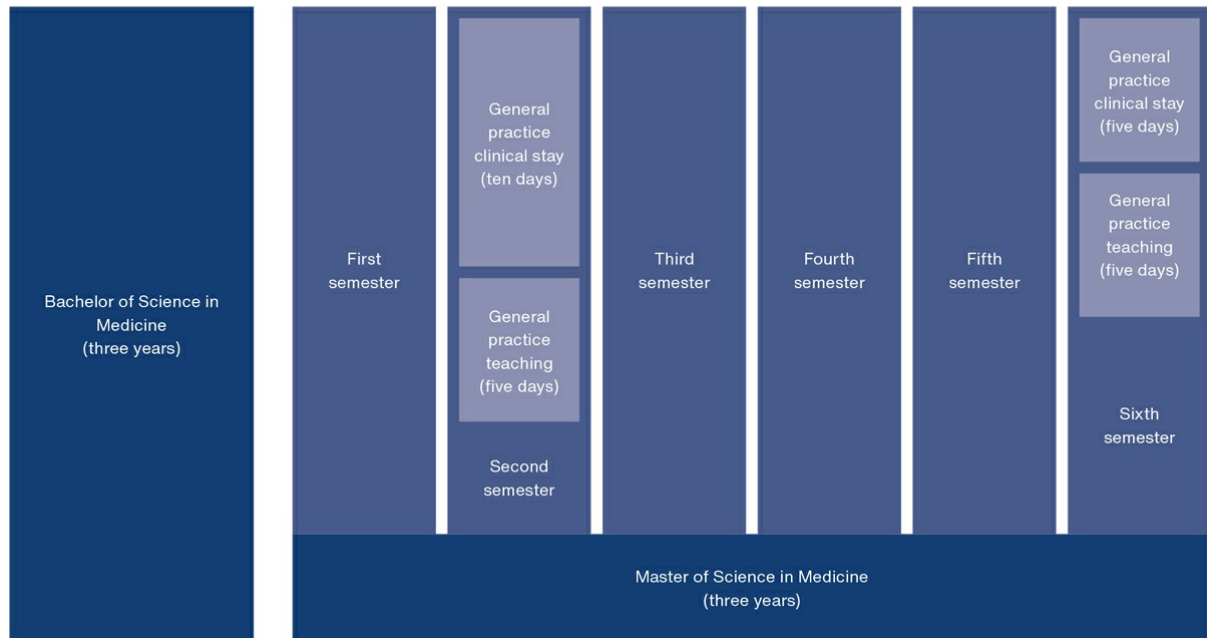 Bachelor of Science in
Medicine
(three years)
First
semester
General
practice
clinical stay
(ten days)
General
practice
teaching
(five days)
Second
semester
Third
semester
Fourth
semester
Fifth
semester
General
practice
clinical stay
(five days)
General
practice
teaching
(five days)
Sixth
semester
Master of Science in Medicine
(three years)